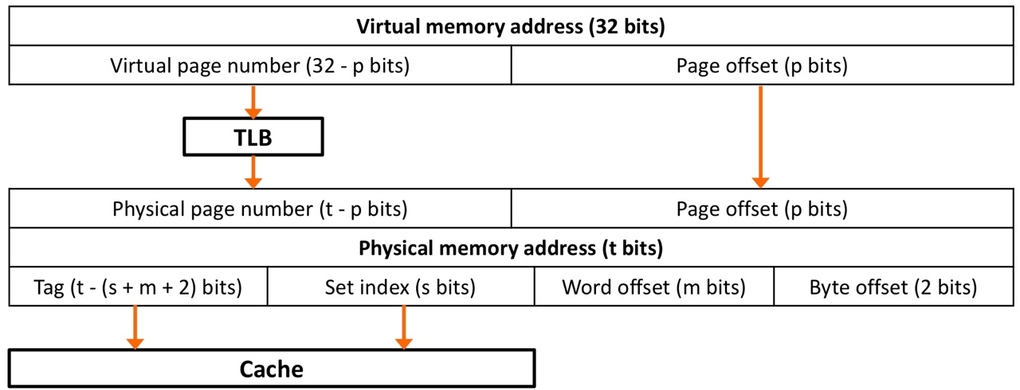 Virtual memory address (32 bits)
Virtual page number (32 - p bits)
Page offset (p bits)
TLB
Physical page number (t - p bits)
Page offset (p bits)
Physical memory address (t bits)
Tag (t - (s + m + 2) bits)
Set index (s bits)
Word offset (m bits)
Byte offset (2 bits)
Cache